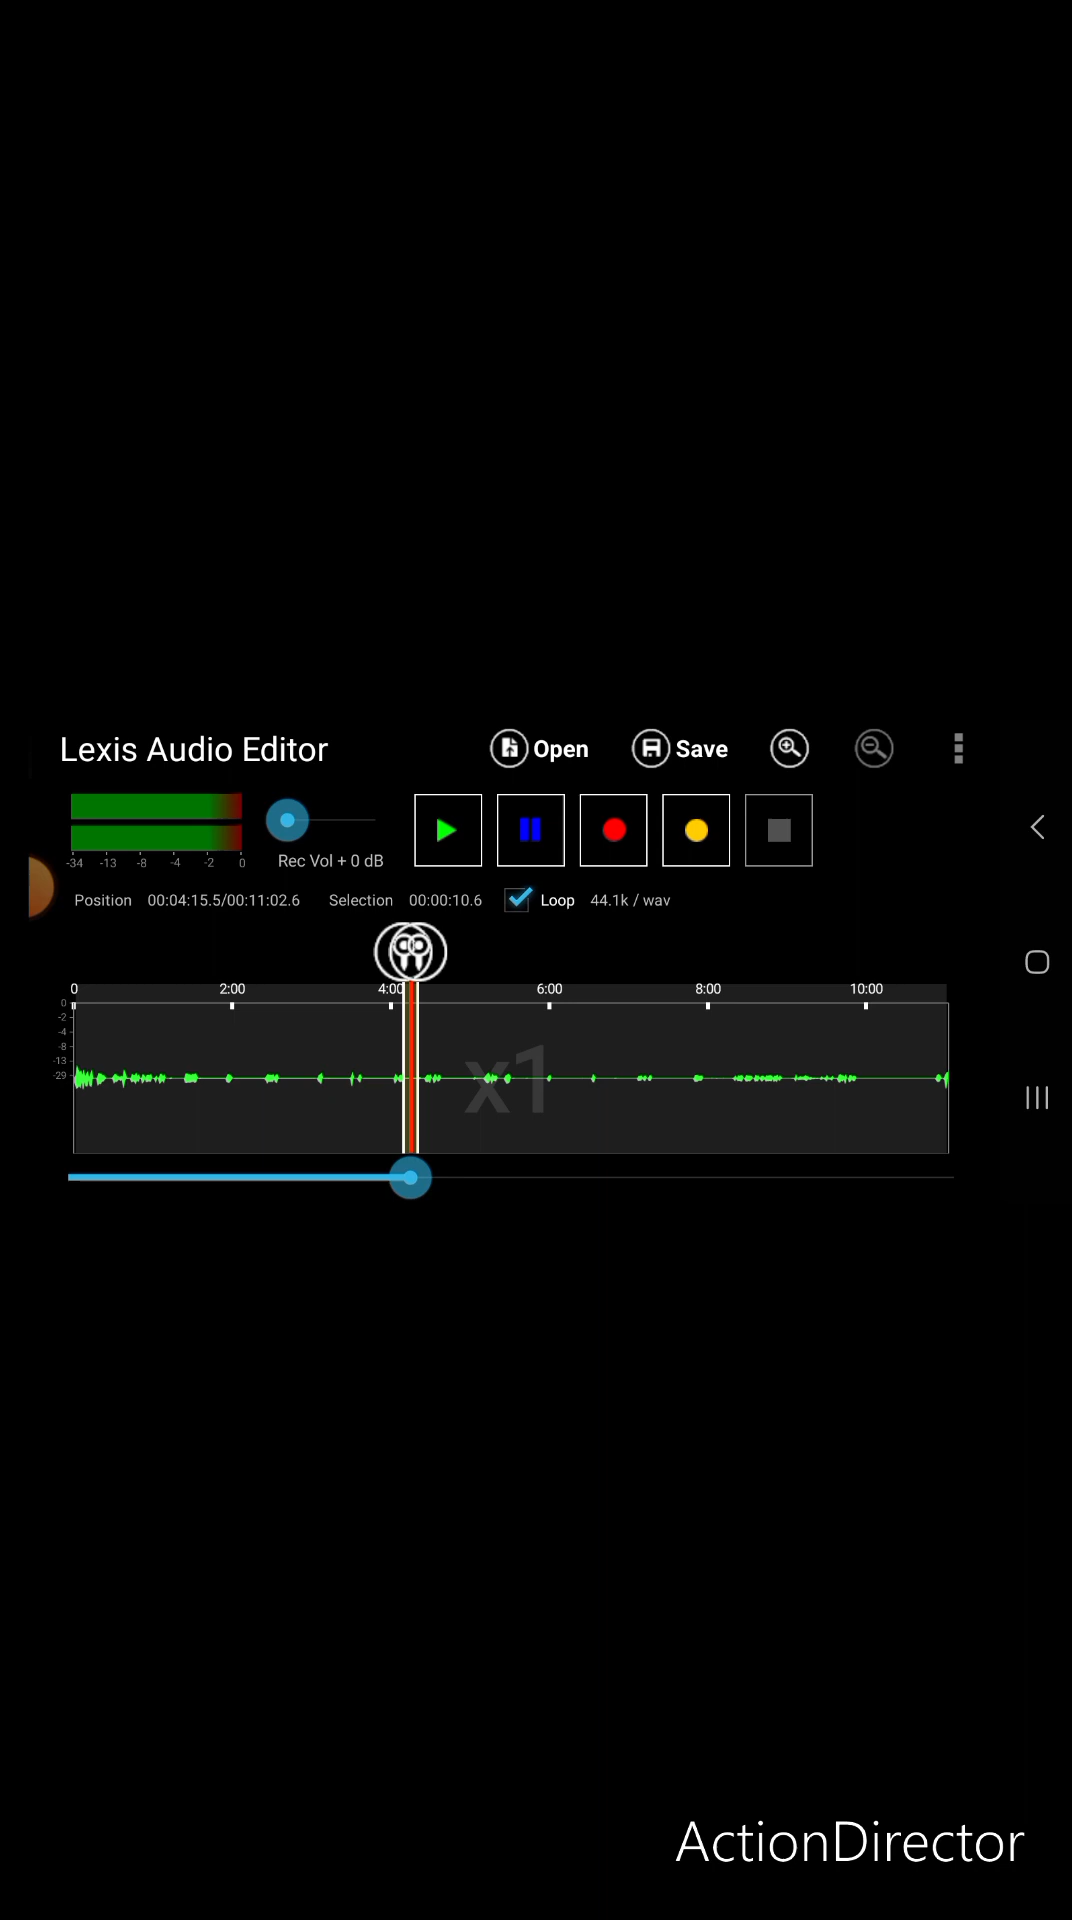 Lexis Audio Editor Open Save
-34 -13 -8 -4 -2 0 Rec Vol + 0 dB
Position 00:04:15.5/00:11:02.6 Selection 00:00:10.6 Loop 44.1k / wav
0 2:00 4:00 6:00 8:00 10:00
0
-2
-4
-8
-13
-29
x1
ActionDirector